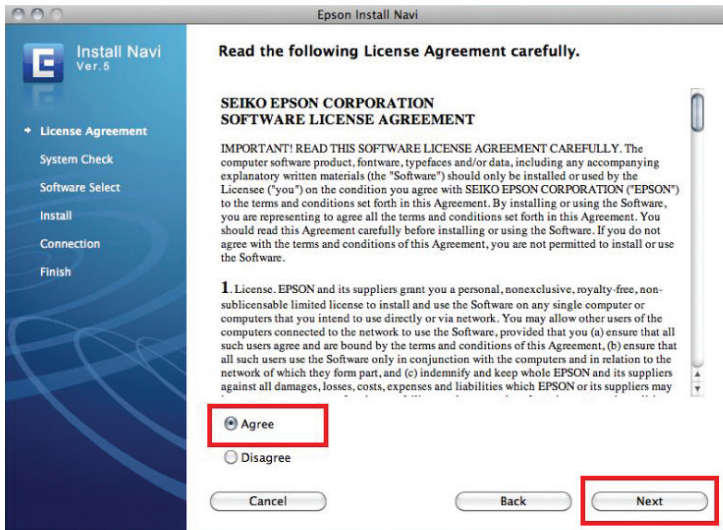 Epson Install Navi
Install Navi
Ver.5
License Agreement
System Check
Software Select
Install
Connection
Finish
Read the following License Agreement carefully.
SEIKO EPSON CORPORATION
SOFTWARE LICENSE AGREEMENT
IMPORTANT! READ THIS SOFTWARE LICENSE AGREEMENT CAREFULLY. The
computer software product, fontware, typefaces and/or data, including any accompanying
explanatory written materials (the "Software") should only be installed or used by the
Licensee ("you") on the condition you agree with SEIKO EPSON CORPORATION ("EPSON")
to the terms and conditions set forth in this Agreement. By installing or using the Software,
you are representing to agree all the terms and conditions set forth in this Agreement. You
should read this Agreement carefully before installing or using the Software. If you do not
agree with the terms and conditions of this Agreement, you are not permitted to install or use
the Software.
1. License. EPSON and its suppliers grant you a personal, nonexclusive, royalty-free, non-
sublicensable limited license to install and use the Software on any single computer or
computers that you intend to use directly or via network. You may allow other users of the
computers connected to the network to use the Software, provided that you (a) ensure that all
such users agree and are bound by the terms and conditions of this Agreement, (b) ensure that
all such users use the Software only in conjunction with the computers and in relation to the
network of which they form part, and (c) indemnify and keep whole EPSON and its suppliers
against all damages, losses, costs, expenses and liabilities which EPSON or its suppliers may
Agree
Disagree
Cancel
Back
Next